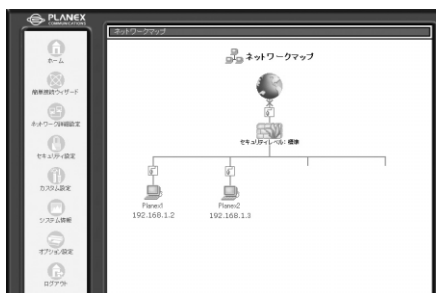 PLANEX
COMMUNICATIONS
ネットワークマップ
ホーム
簡単接続ウィザード
ネットワーク詳細設定
セキュリティ設定
カスタム設定
システム情報
オプション設定
ログアウト
ネットワークマップ
セキュリティレベル: 標準
Planex1
192.168.1.2
Planex2
192.168.1.3